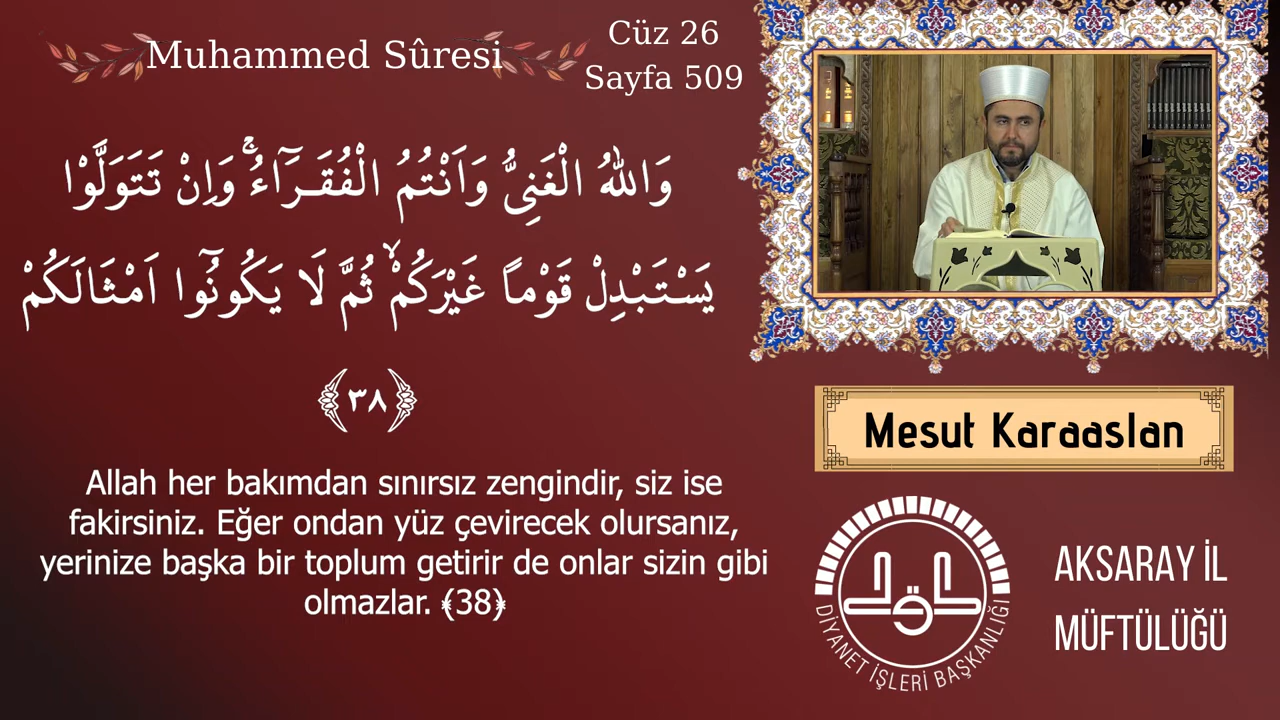 Muhammed Sûresi
Cüz 26
Sayfa 509
وَاللّٰهُ الْغَنِيُّ وَاَنْتُمُ الْفُقَـرَٓاءُۚ وَاِنْ تَتَوَلَّوْا
يَسْتَبْدِلْ قَوْماً غَيْرَكُمْۙ ثُمَّ لَا يَكُونُٓوا اَمْثَالَكُمْ
﴿٣٨﴾
Allah her bakımdan sınırsız zengindir, siz ise
fakirsiniz. Eğer ondan yüz çevirecek olursanız,
yerinize başka bir toplum getirir de onlar sizin gibi
olmazlar. ﴾38﴿
Mesut Karaaslan
DİYANET İŞLERİ BAŞKANLIĞI
AKSARAY İL
MÜFTÜLÜĞÜ